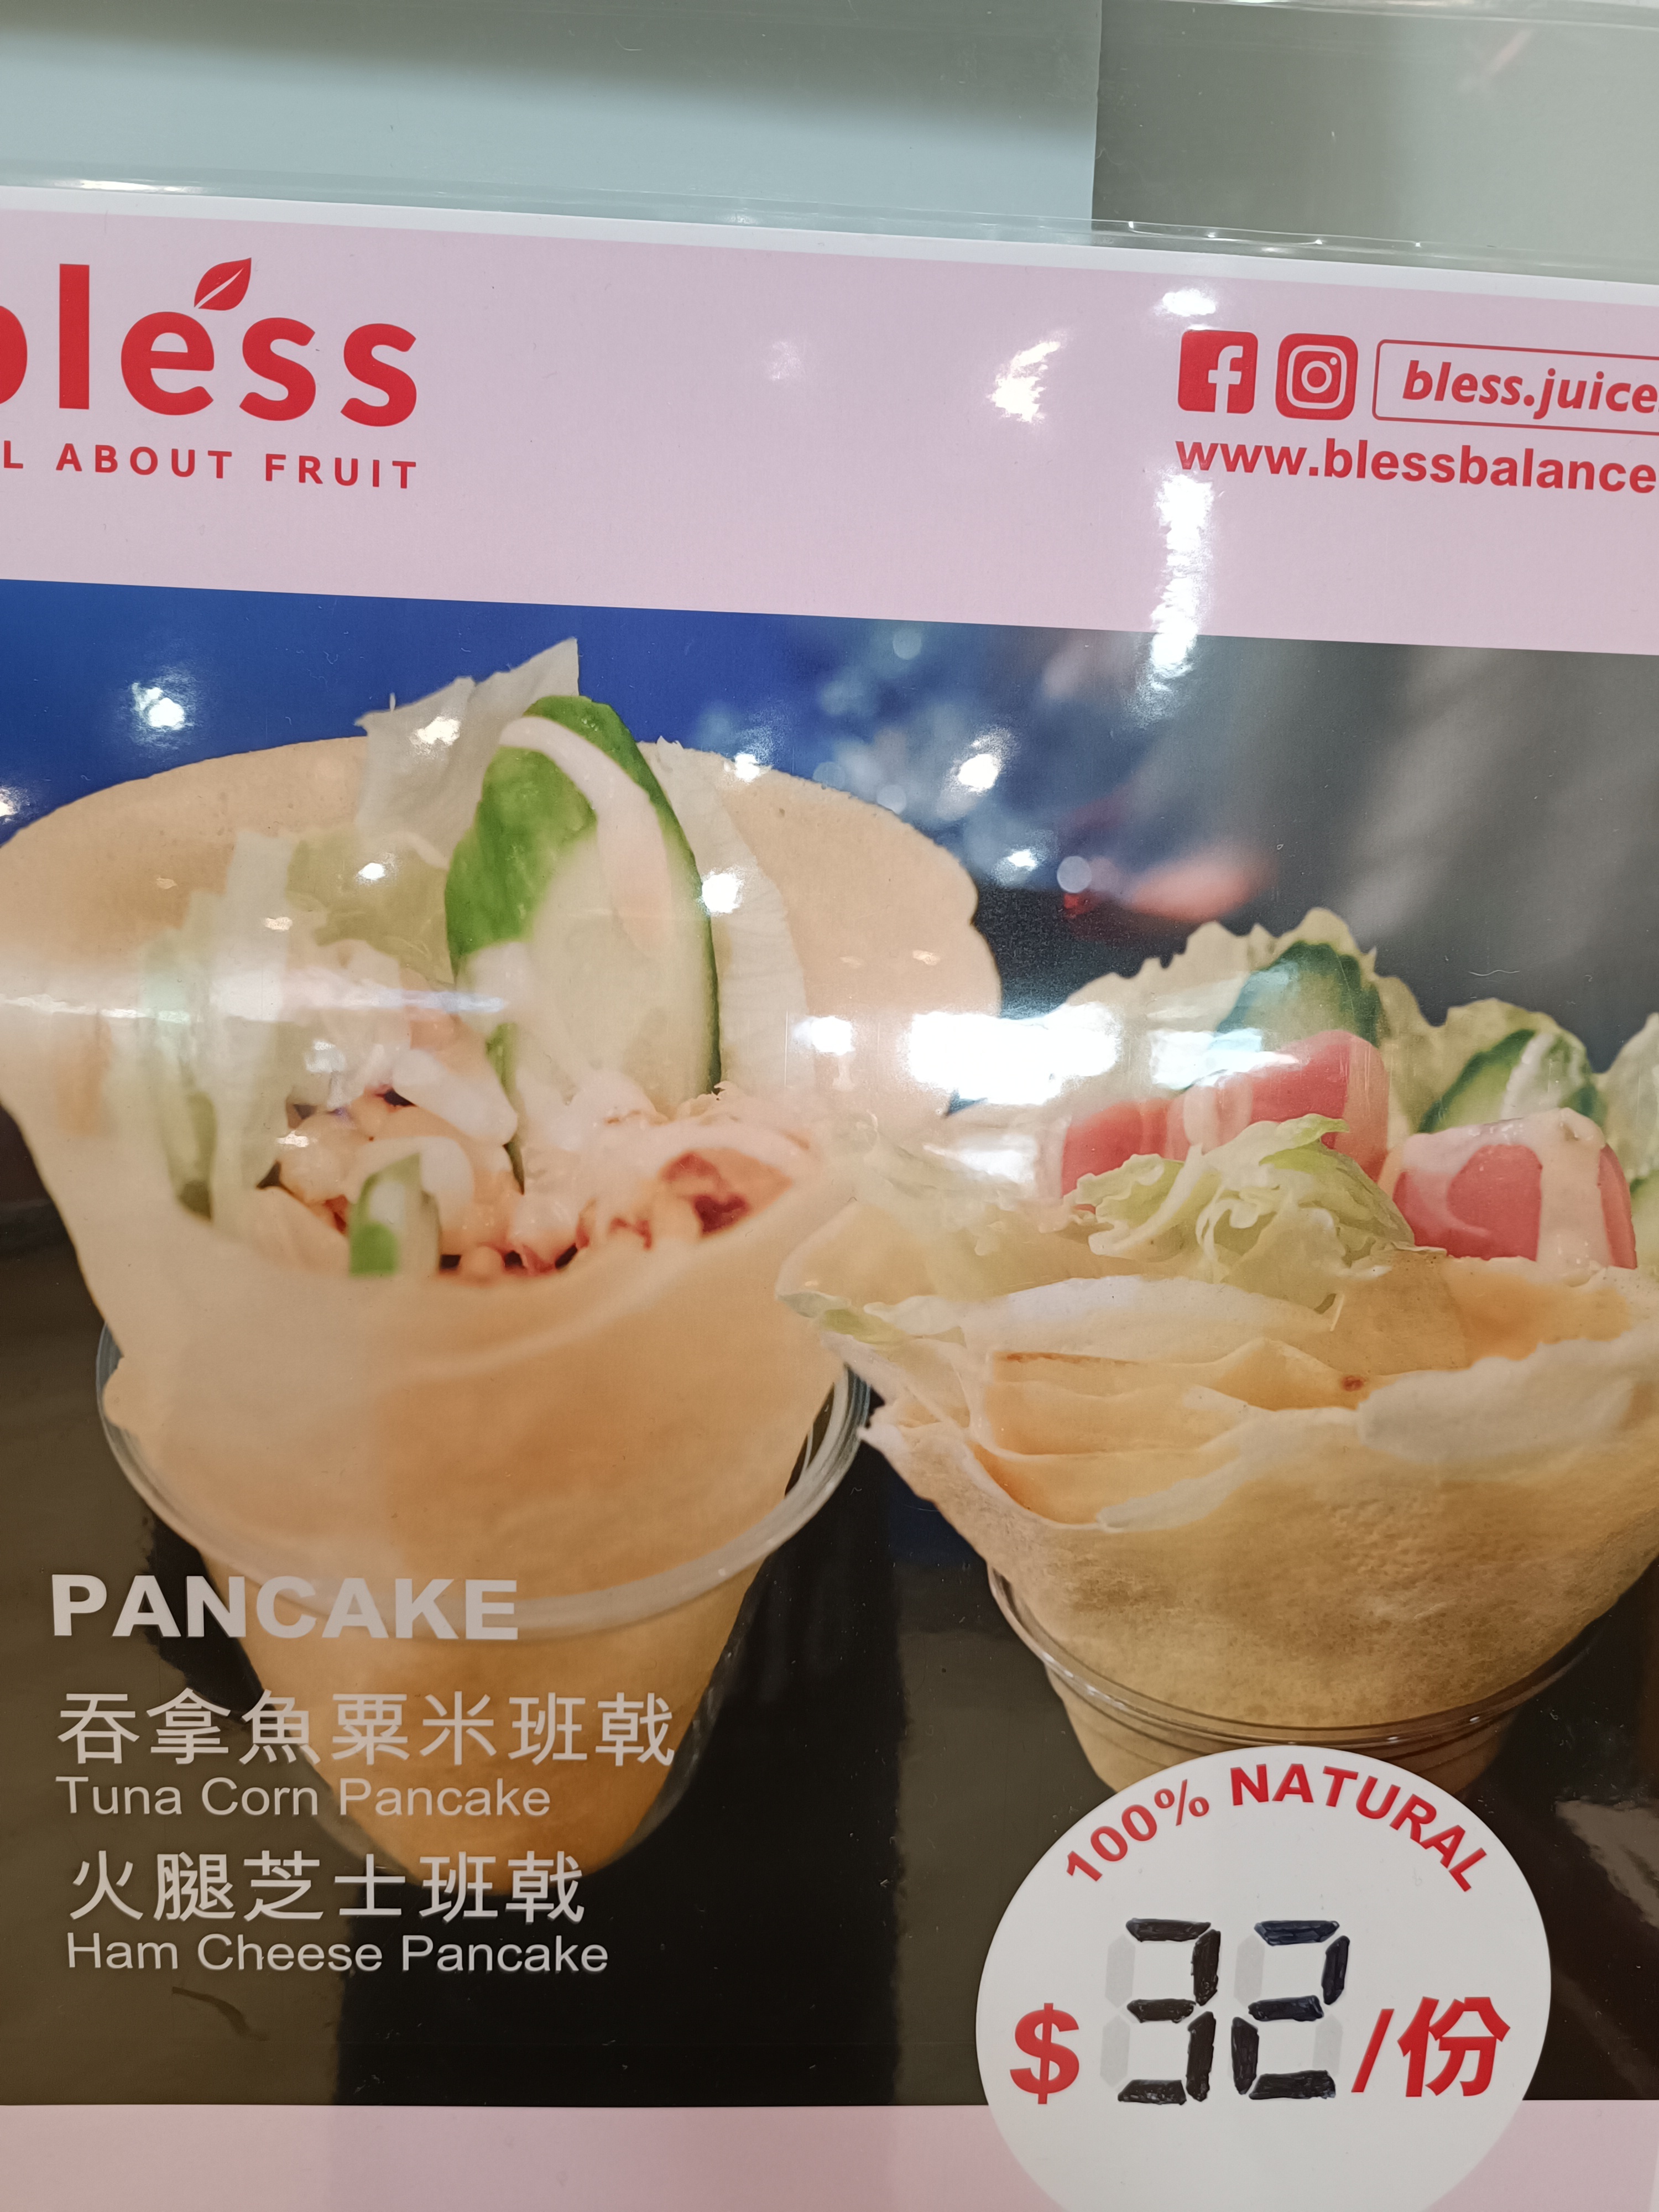 bless
L ABOUT FRUIT
bless.juice
www.blessbalance
PANCAKE
吞拿魚粟米班戟
Tuna Corn Pancake
火腿芝士班戟
Ham Cheese Pancake
100% NATURAL
$32/份